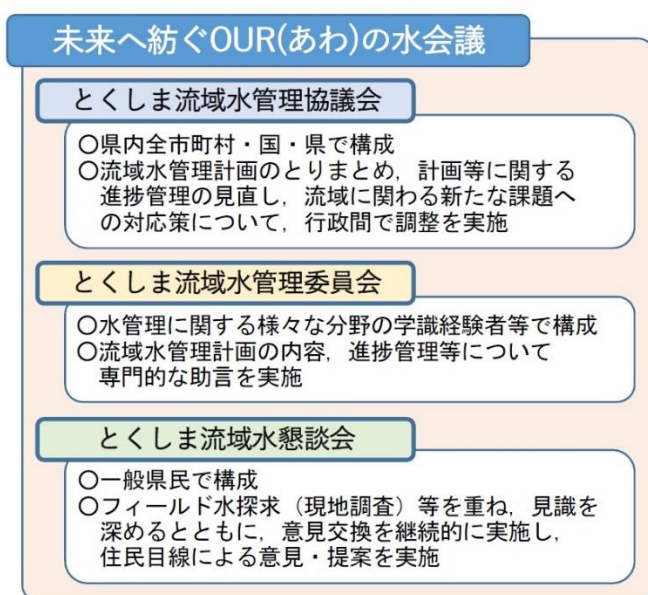 未来へ紡ぐOUR(あわ)の水会議
とくしま流域水管理協議会
○県内全市町村・国・県で構成
○流域水管理計画のとりまとめ，計画等に関する
進捗管理の見直し，流域に関わる新たな課題へ
の対応策について，行政間で調整を実施
とくしま流域水管理委員会
○水管理に関する様々な分野の学識経験者等で構成
○流域水管理計画の内容，進捗管理等について
専門的な助言を実施
とくしま流域水懇談会
○一般県民で構成
○フィールド水探求（現地調査）等を重ね，見識を
深めるとともに，意見交換を継続的に実施し，
住民目線による意見・提案を実施